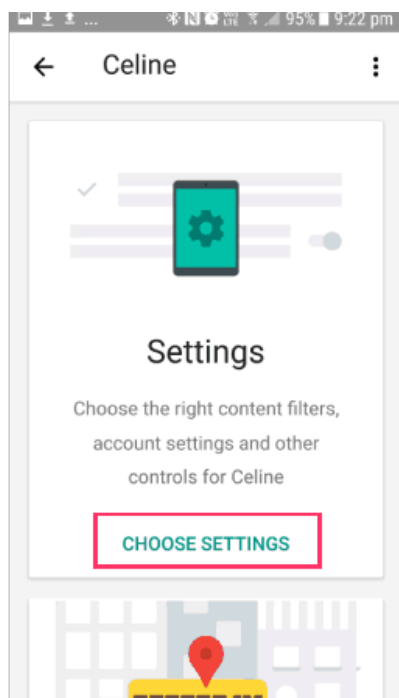 ... LTE 95% 9:22 pm
Celine
Settings
Choose the right content filters,
account settings and other
controls for Celine
CHOOSE SETTINGS